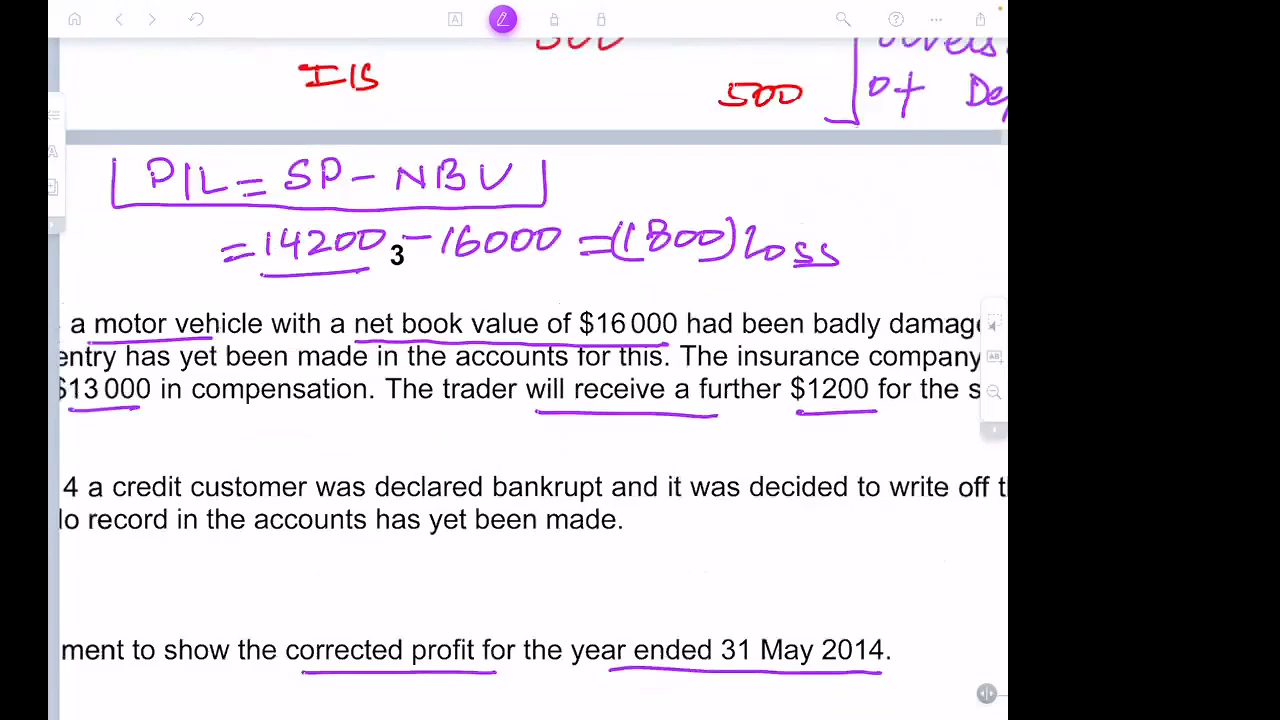 500
I/S
500
of
P/L = SP - NBV
= 14200 - 16000 = (1800) loss
3
a motor vehicle with a net book value of $16 000 had been badly damage
entry has yet been made in the accounts for this. The insurance company
$13 000 in compensation. The trader will receive a further $1200 for the s
4 a credit customer was declared bankrupt and it was decided to write off t
lo record in the accounts has yet been made.
ment to show the corrected profit for the year ended 31 May 2014.